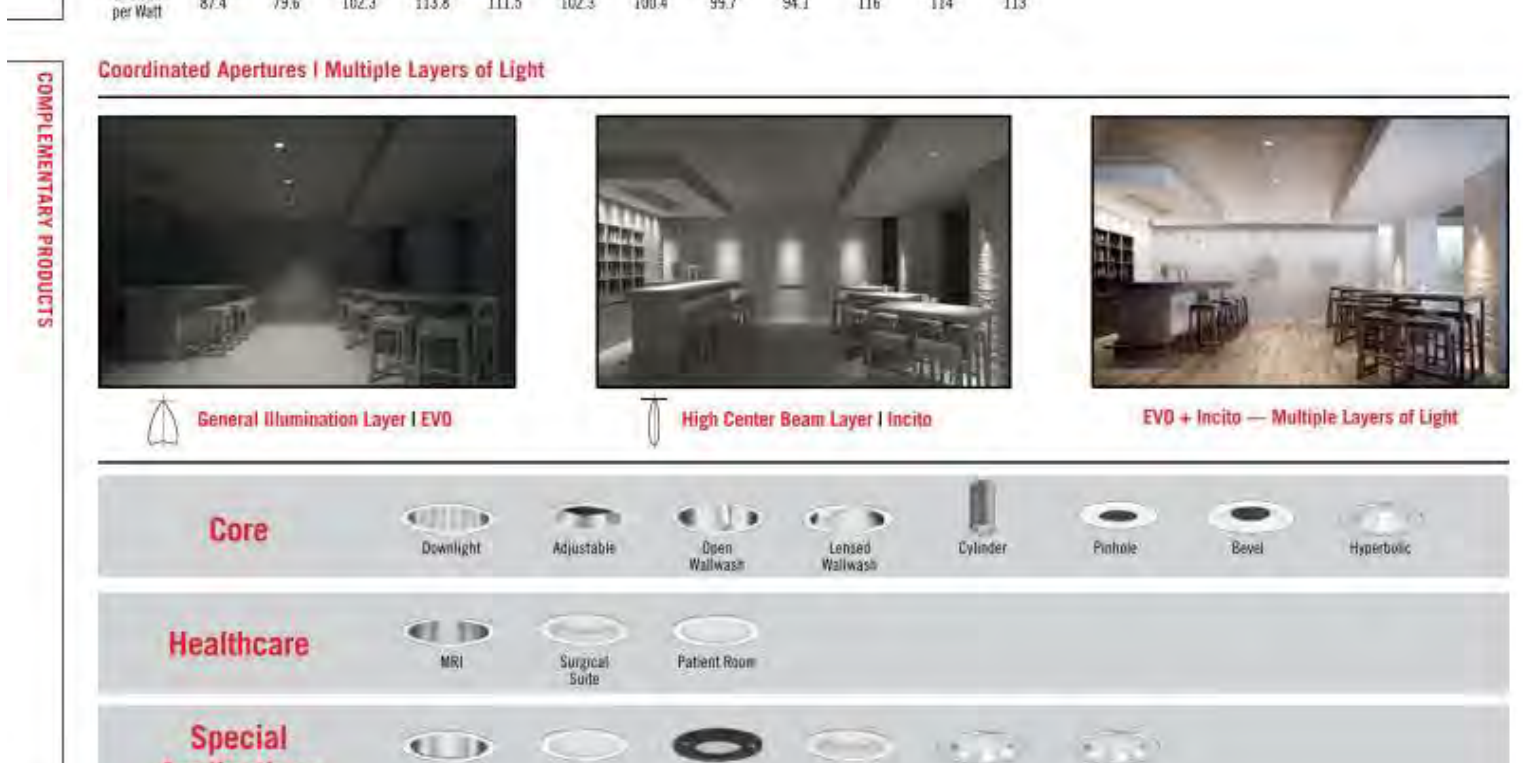 per Watt 87.4 79.6 102.3 113.8 111.5 102.3 100.4 99.7 94.1 116 114 113
COMPLEMENTARY PRODUCTS
Coordinated Apertures | Multiple Layers of Light
General Illumination Layer | EVO
High Center Beam Layer | Incito
EVO + Incito — Multiple Layers of Light
Core
Downlight
Adjustable
Open
Wallwash
Lensed
Wallwash
Cylinder
Pinhole
Bevel
Hyperbolic
Healthcare
MRI
Surgical
Suite
Patient Room
Special